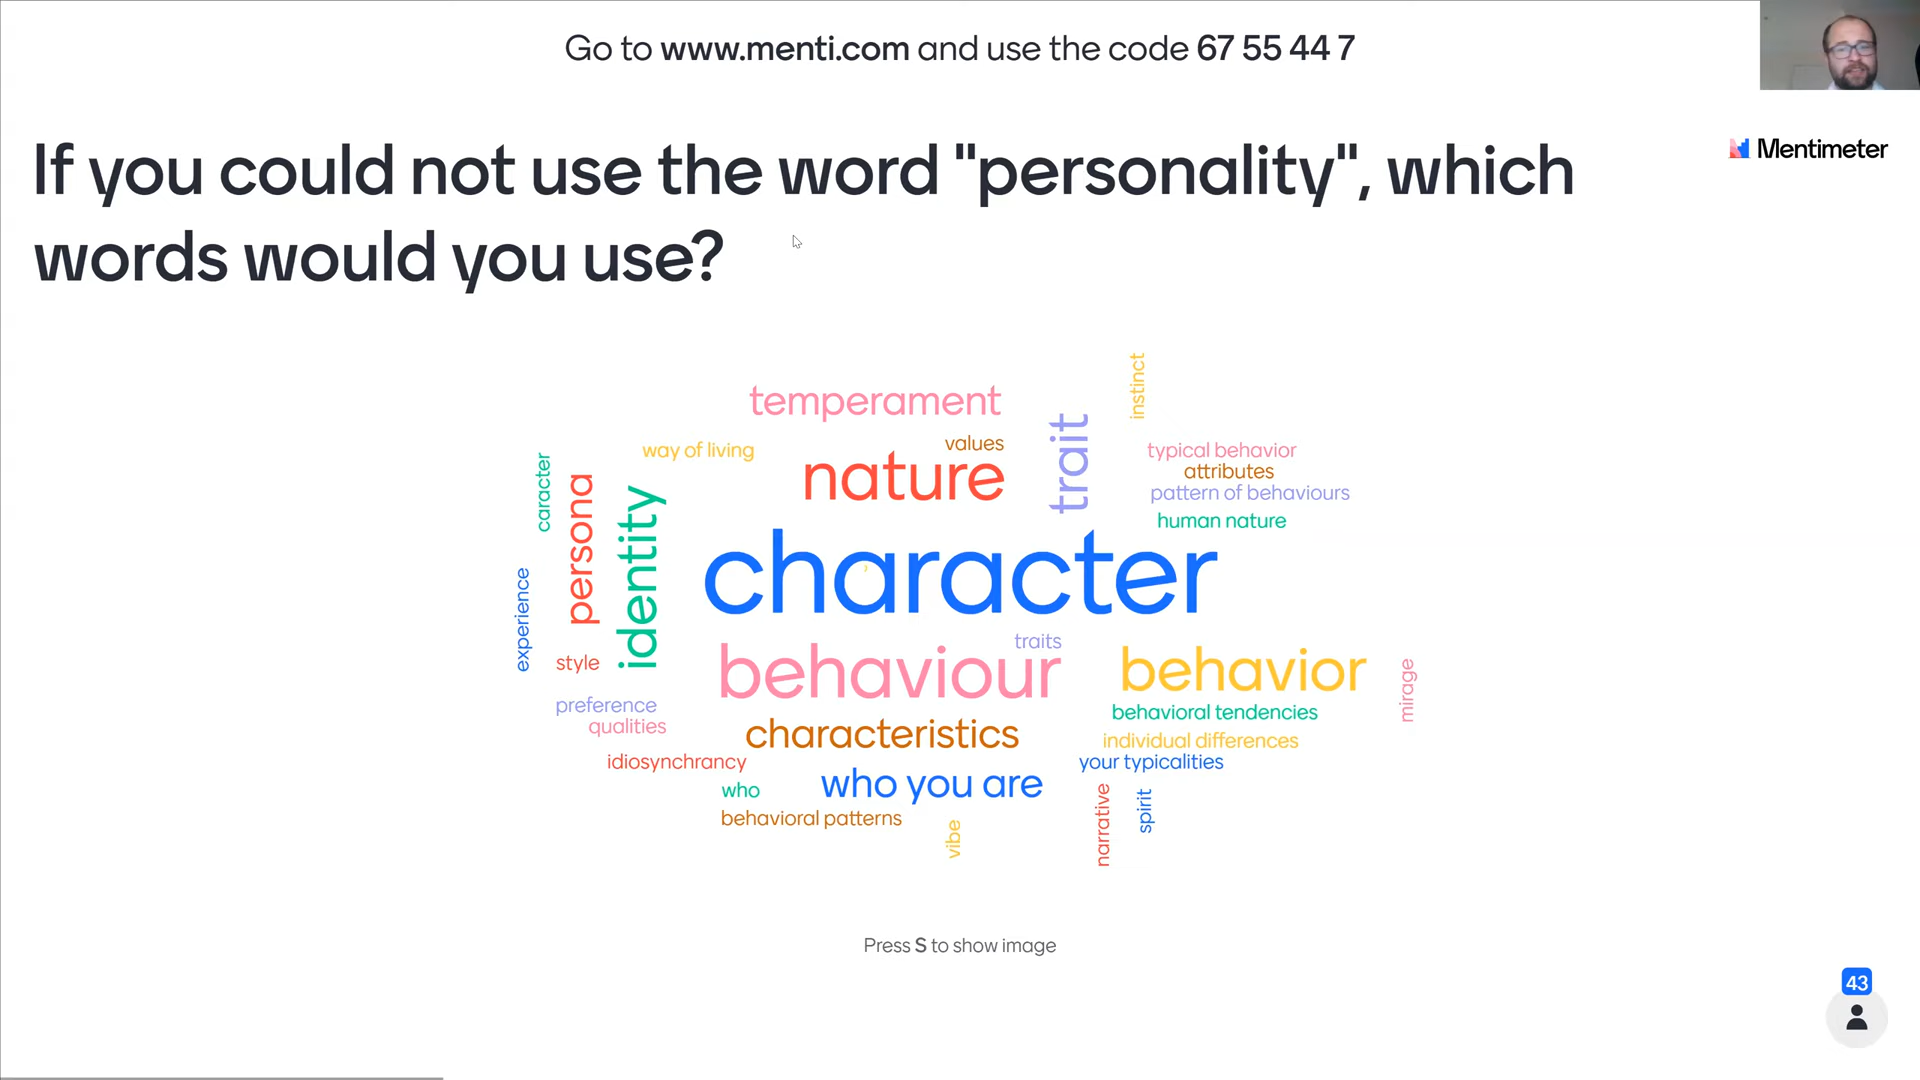 Go to www.menti.com and use the code 67 55 44 7
Mentimeter
If you could not use the word "personality", which
words would you use?
instinct
temperament
trait
values
way of living
nature
typical behavior
attributes
pattern of behaviours
human nature
caracter
persona
identity
character
experience
style
traits
behaviour
behavior
mirage
preference
qualities
behavioral tendencies
characteristics
individual differences
idiosynchrancy
your typicalities
who
who you are
narrative
spirit
behavioral patterns
vibe
Press S to show image
43